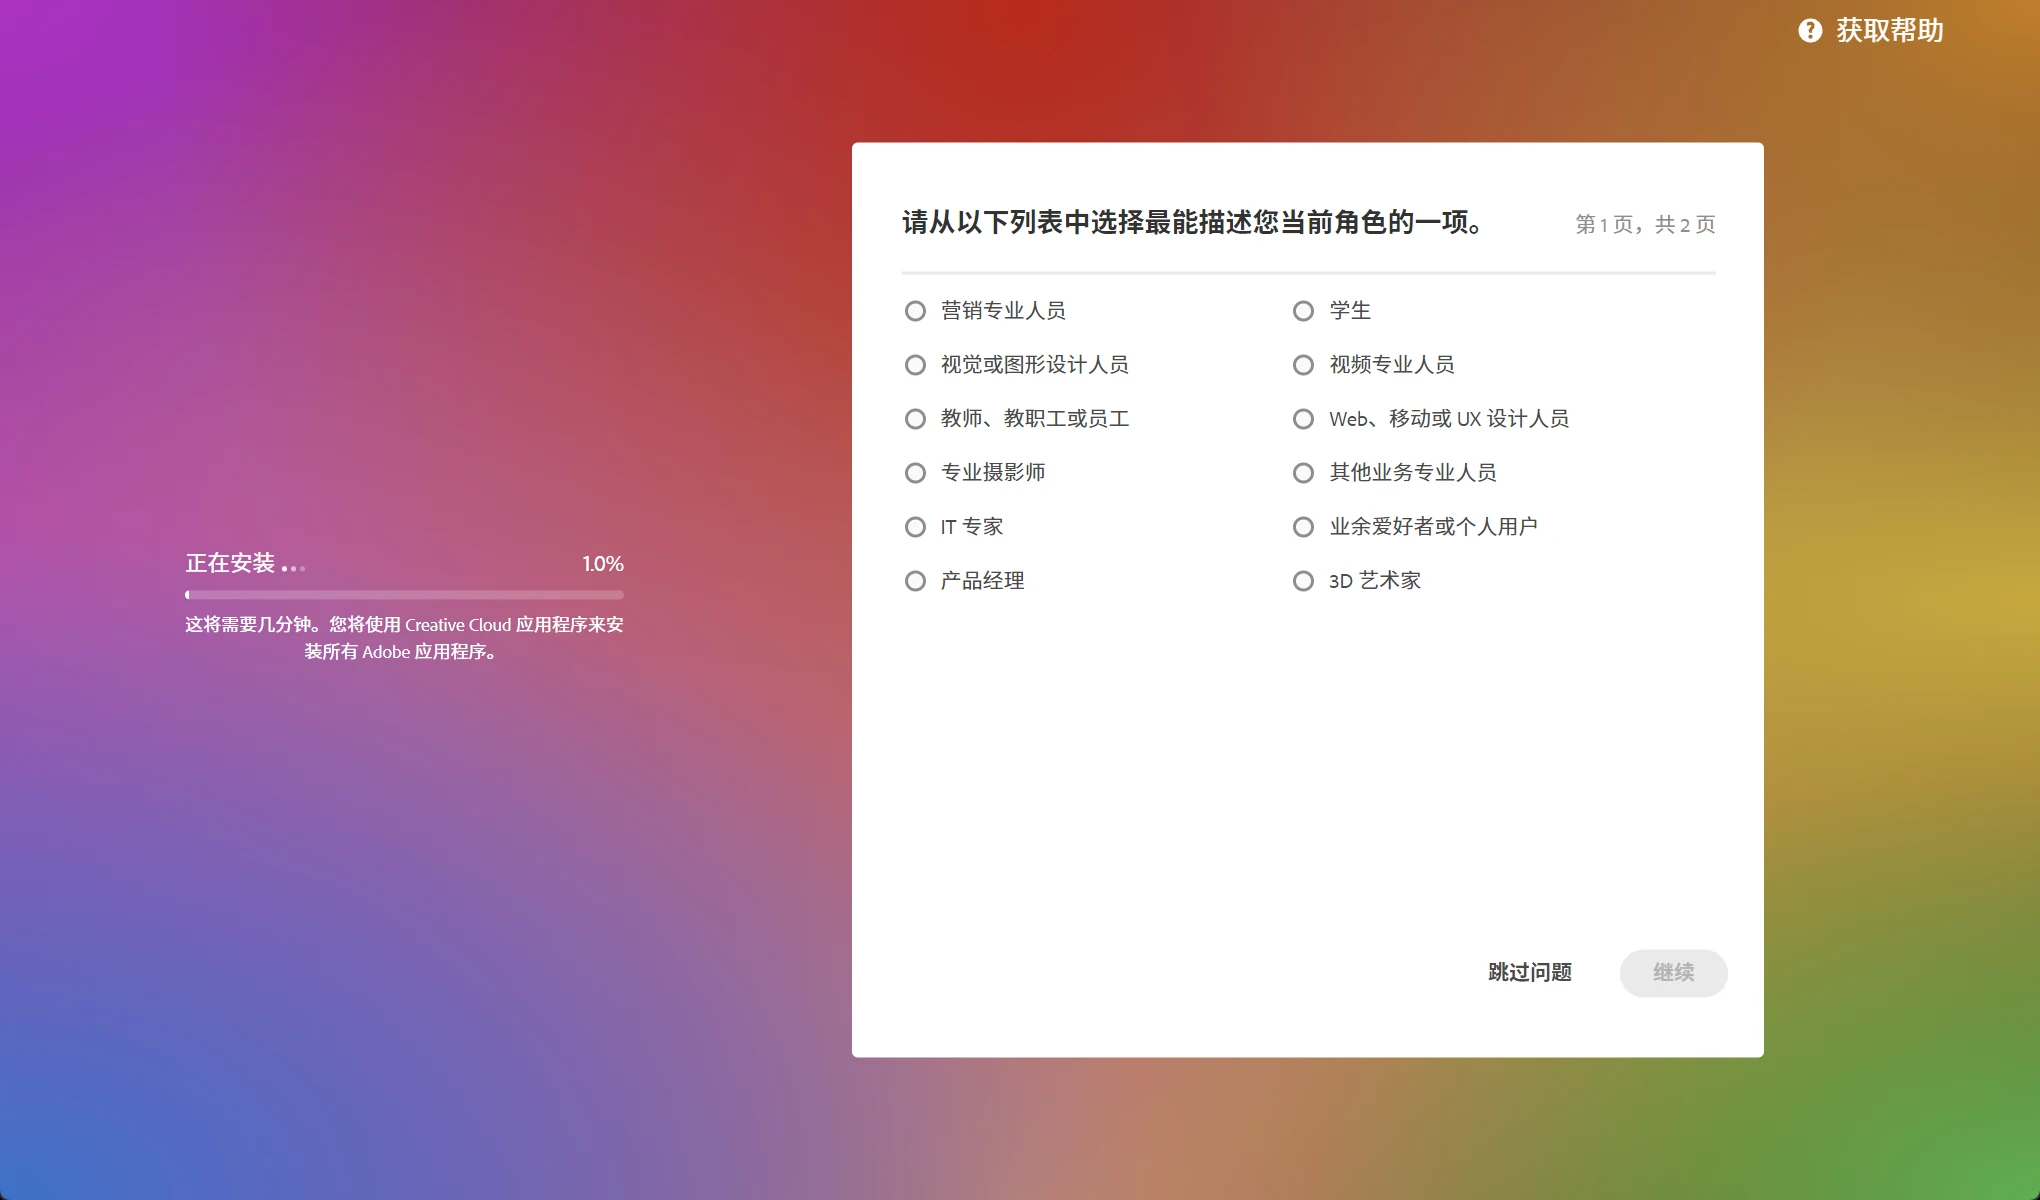 获取帮助
正在安装...
1.0%
这将需要几分钟。您将使用 Creative Cloud 应用程序来安
装所有 Adobe 应用程序。
请从以下列表中选择最能描述您当前角色的一项。
第 1 页，共 2 页
营销专业人员
学生
视觉或图形设计人员
视频专业人员
教师、教职工或员工
Web、移动或 UX 设计人员
专业摄影师
其他业务专业人员
IT 专家
业余爱好者或个人用户
产品经理
3D 艺术家
跳过问题
继续